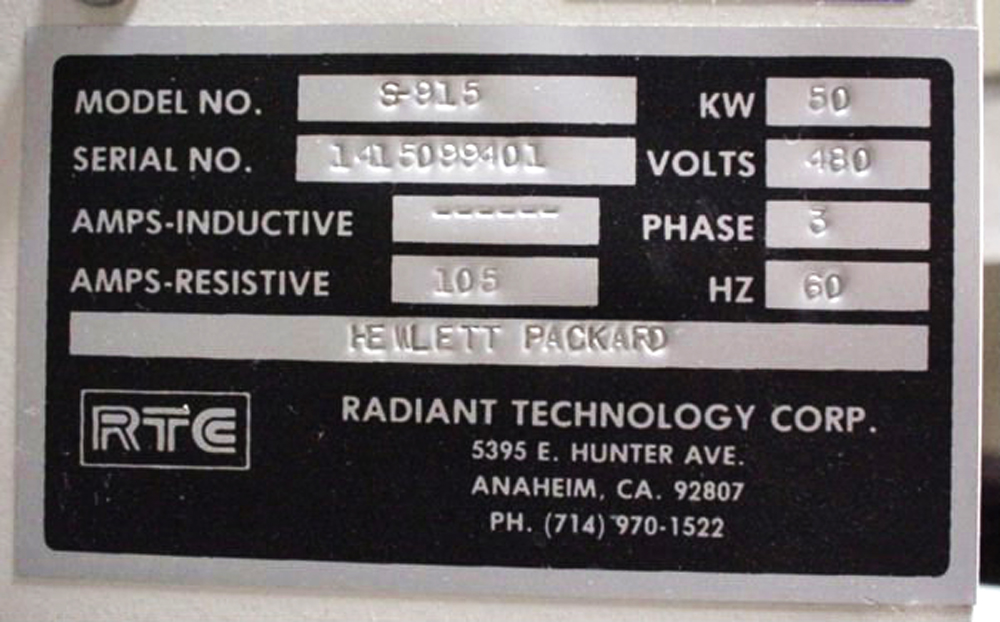 MODEL NO. S-915 KW 50
SERIAL NO. 1415099401 VOLTS 480
AMPS-INDUCTIVE ------ PHASE 3
AMPS-RESISTIVE 105 HZ 60
HEWLETT PACKARD
RTC RADIANT TECHNOLOGY CORP.
5395 E. HUNTER AVE.
ANAHEIM, CA. 92807
PH. (714) 970-1522